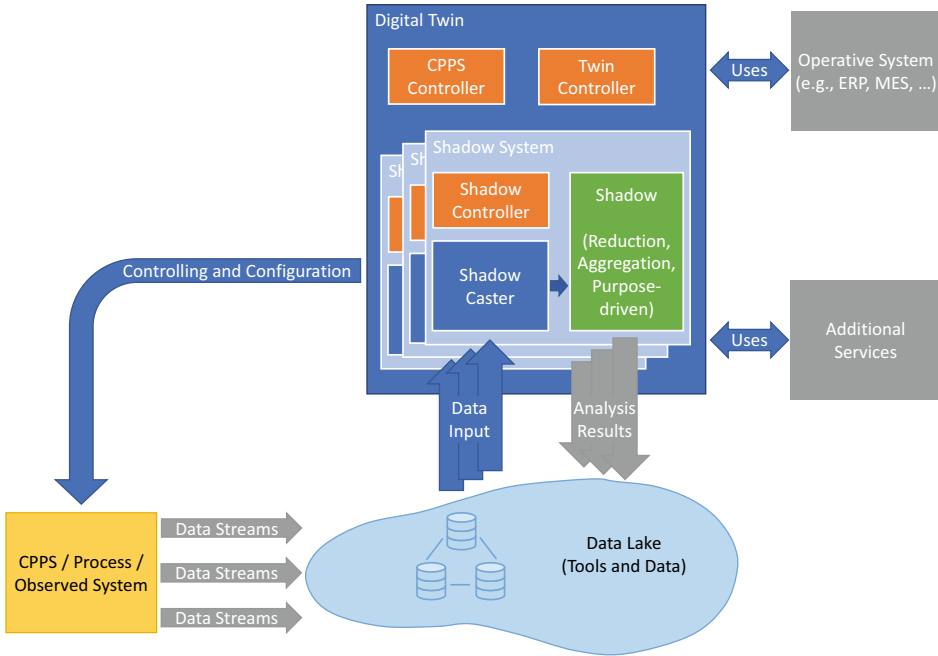 Digital Twin
CPPS
Controller
Twin
Controller
Uses
Operative System
(e.g., ERP, MES, ...)
Sh
Sh
Shadow System
Shadow
Controller
Shadow
(Reduction,
Aggregation,
Purpose-
driven)
Shadow
Caster
Controlling and Configuration
Uses
Additional
Services
Data
Input
Analysis
Results
CPPS / Process /
Observed System
Data Streams
Data Streams
Data Streams
Data Lake
(Tools and Data)